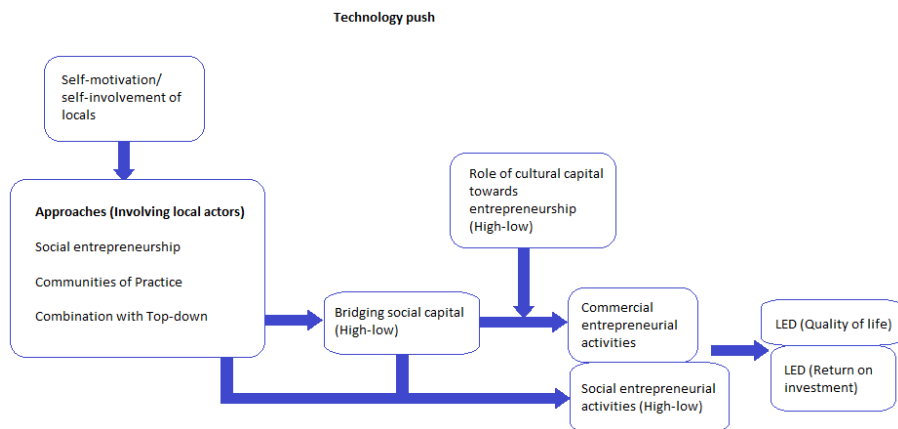 Technology push
Self-motivation/
self-involvement of
locals
Approaches (Involving local actors)
Social entrepreneurship
Communities of Practice
Combination with Top-down
Role of cultural capital
towards
entrepreneurship
(High-low)
Bridging social capital
(High-low)
Commercial
entrepreneurial
activities
Social entrepreneurial
activities (High-low)
LED (Quality of life)
LED (Return on
investment)